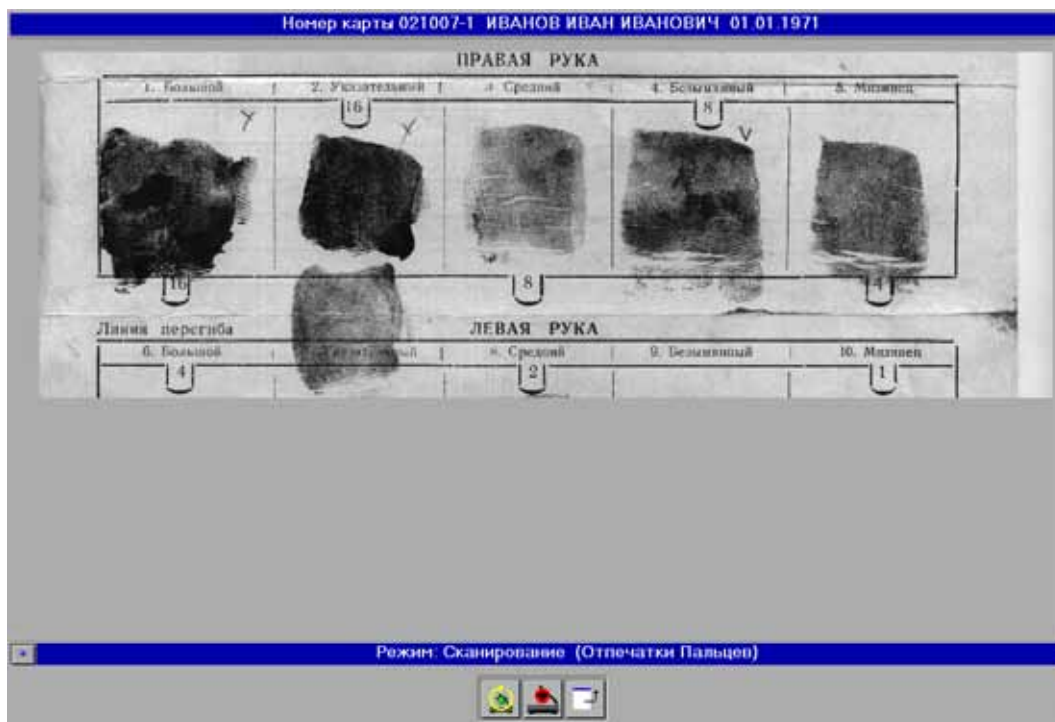 Номер карты 021007-1 ИВАНОВ ИВАН ИВАНОВИЧ 01.01.1971
ПРАВАЯ РУКА
1. Большой 2. Указательный Средний 4. Безымянный 5. Мизинец
16 8
16 8 4
Линия перегиба ЛЕВАЯ РУКА
6. Большой 8. Средний 9. Безымянный 10. Мизинец
4 2 1
Режим: Сканирование (Отпечатки Пальцев)